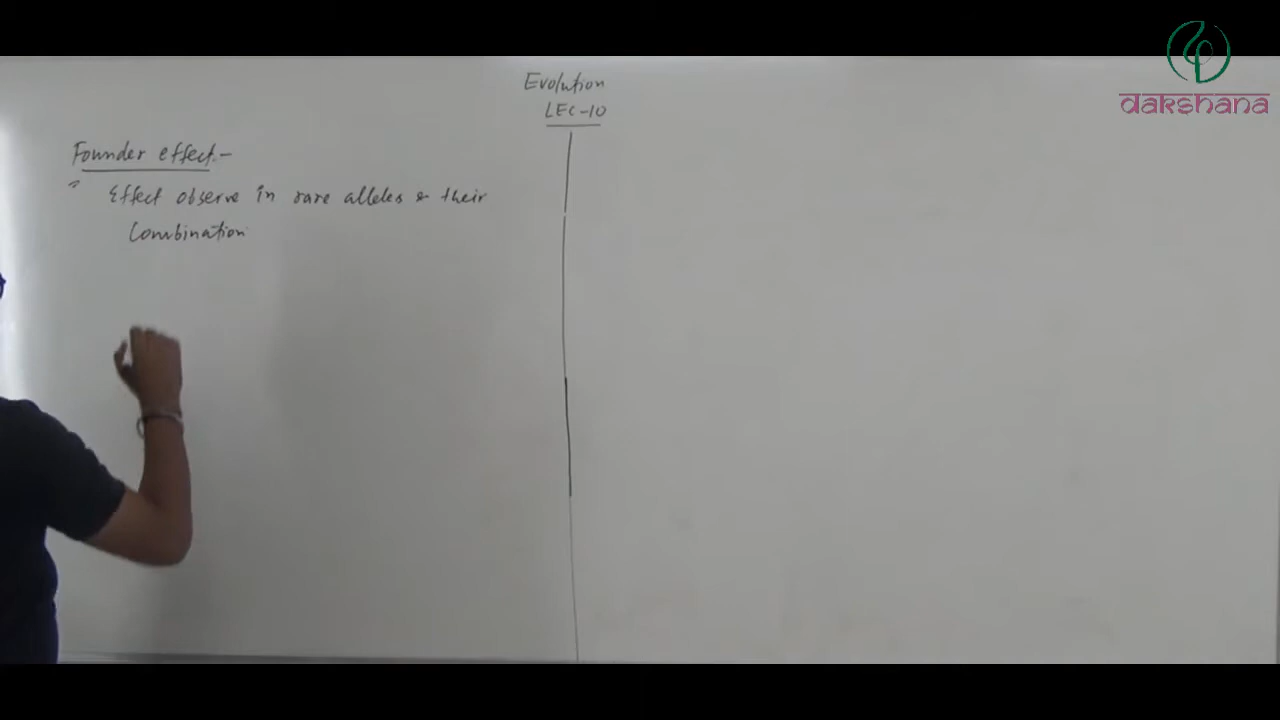 dakshana
Evolution
LEC-10
Founder effect:-
" Effect observe in rare alleles & their
Combination